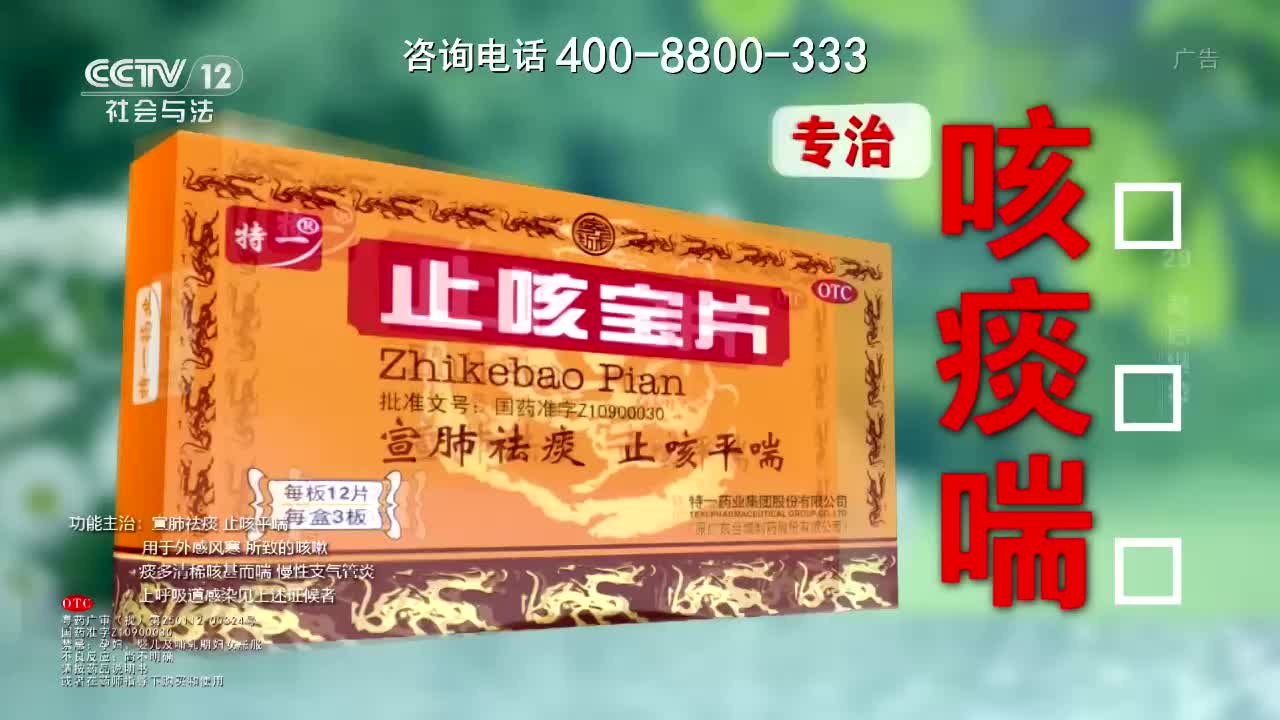 咨询电话 400-8800-333
广告
CCTV 12
社会与法
专治
咳
痰
喘
特一
OTC
止咳宝片
Zhikebao Pian
批准文号：国药准字Z10900030
宣肺祛痰 止咳平喘
每板12片
每盒3板
特一药业集团股份有限公司
功能主治：宣肺祛痰 止咳平喘
用于外感风寒 所致的咳嗽
痰多清稀咳甚而喘 慢性支气管炎
上呼吸道感染见上述证候者
OTC
国药准字Z10900030
禁忌：孕妇、婴儿及哺乳期妇女禁服
不良反应：尚不明确
请按药品说明书
或者在药师指导下购买和使用